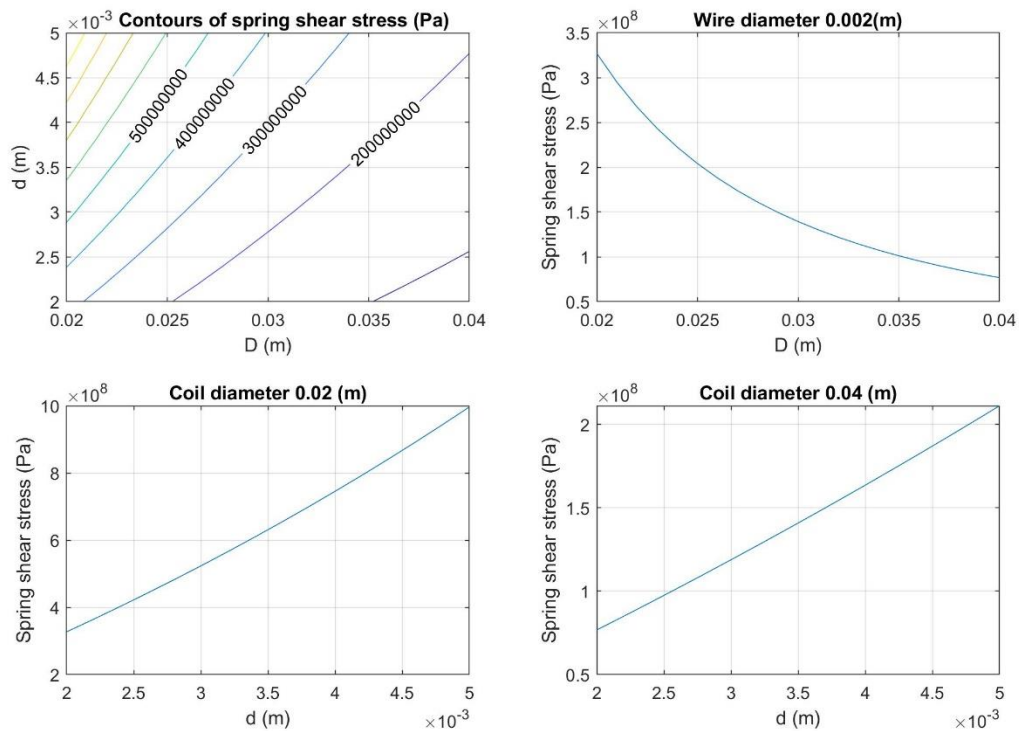 ×10⁻³
Contours of spring shear stress (Pa)
5
4.5
4
3.5
3
2.5
2
d (m)
500000000
400000000
300000000
200000000
0.02 0.025 0.03 0.035 0.04
D (m)
×10⁸
Wire diameter 0.002(m)
3.5
3
2.5
2
1.5
1
0.5
Spring shear stress (Pa)
0.02 0.025 0.03 0.035 0.04
D (m)
×10⁸
Coil diameter 0.02 (m)
10
8
6
4
2
Spring shear stress (Pa)
2 2.5 3 3.5 4 4.5 5
d (m)
×10⁻³
×10⁸
Coil diameter 0.04 (m)
2
1.5
1
0.5
Spring shear stress (Pa)
2 2.5 3 3.5 4 4.5 5
d (m)
×10⁻³